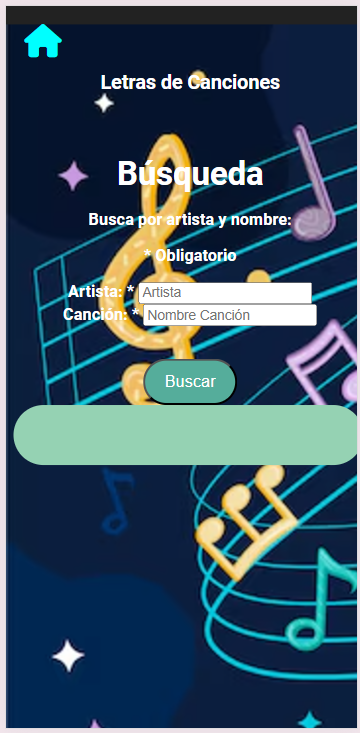 Letras de Canciones
Búsqueda
Busca por artista y nombre:
* Obligatorio
Artista: * Artista
Canción: * Nombre Canción
Buscar